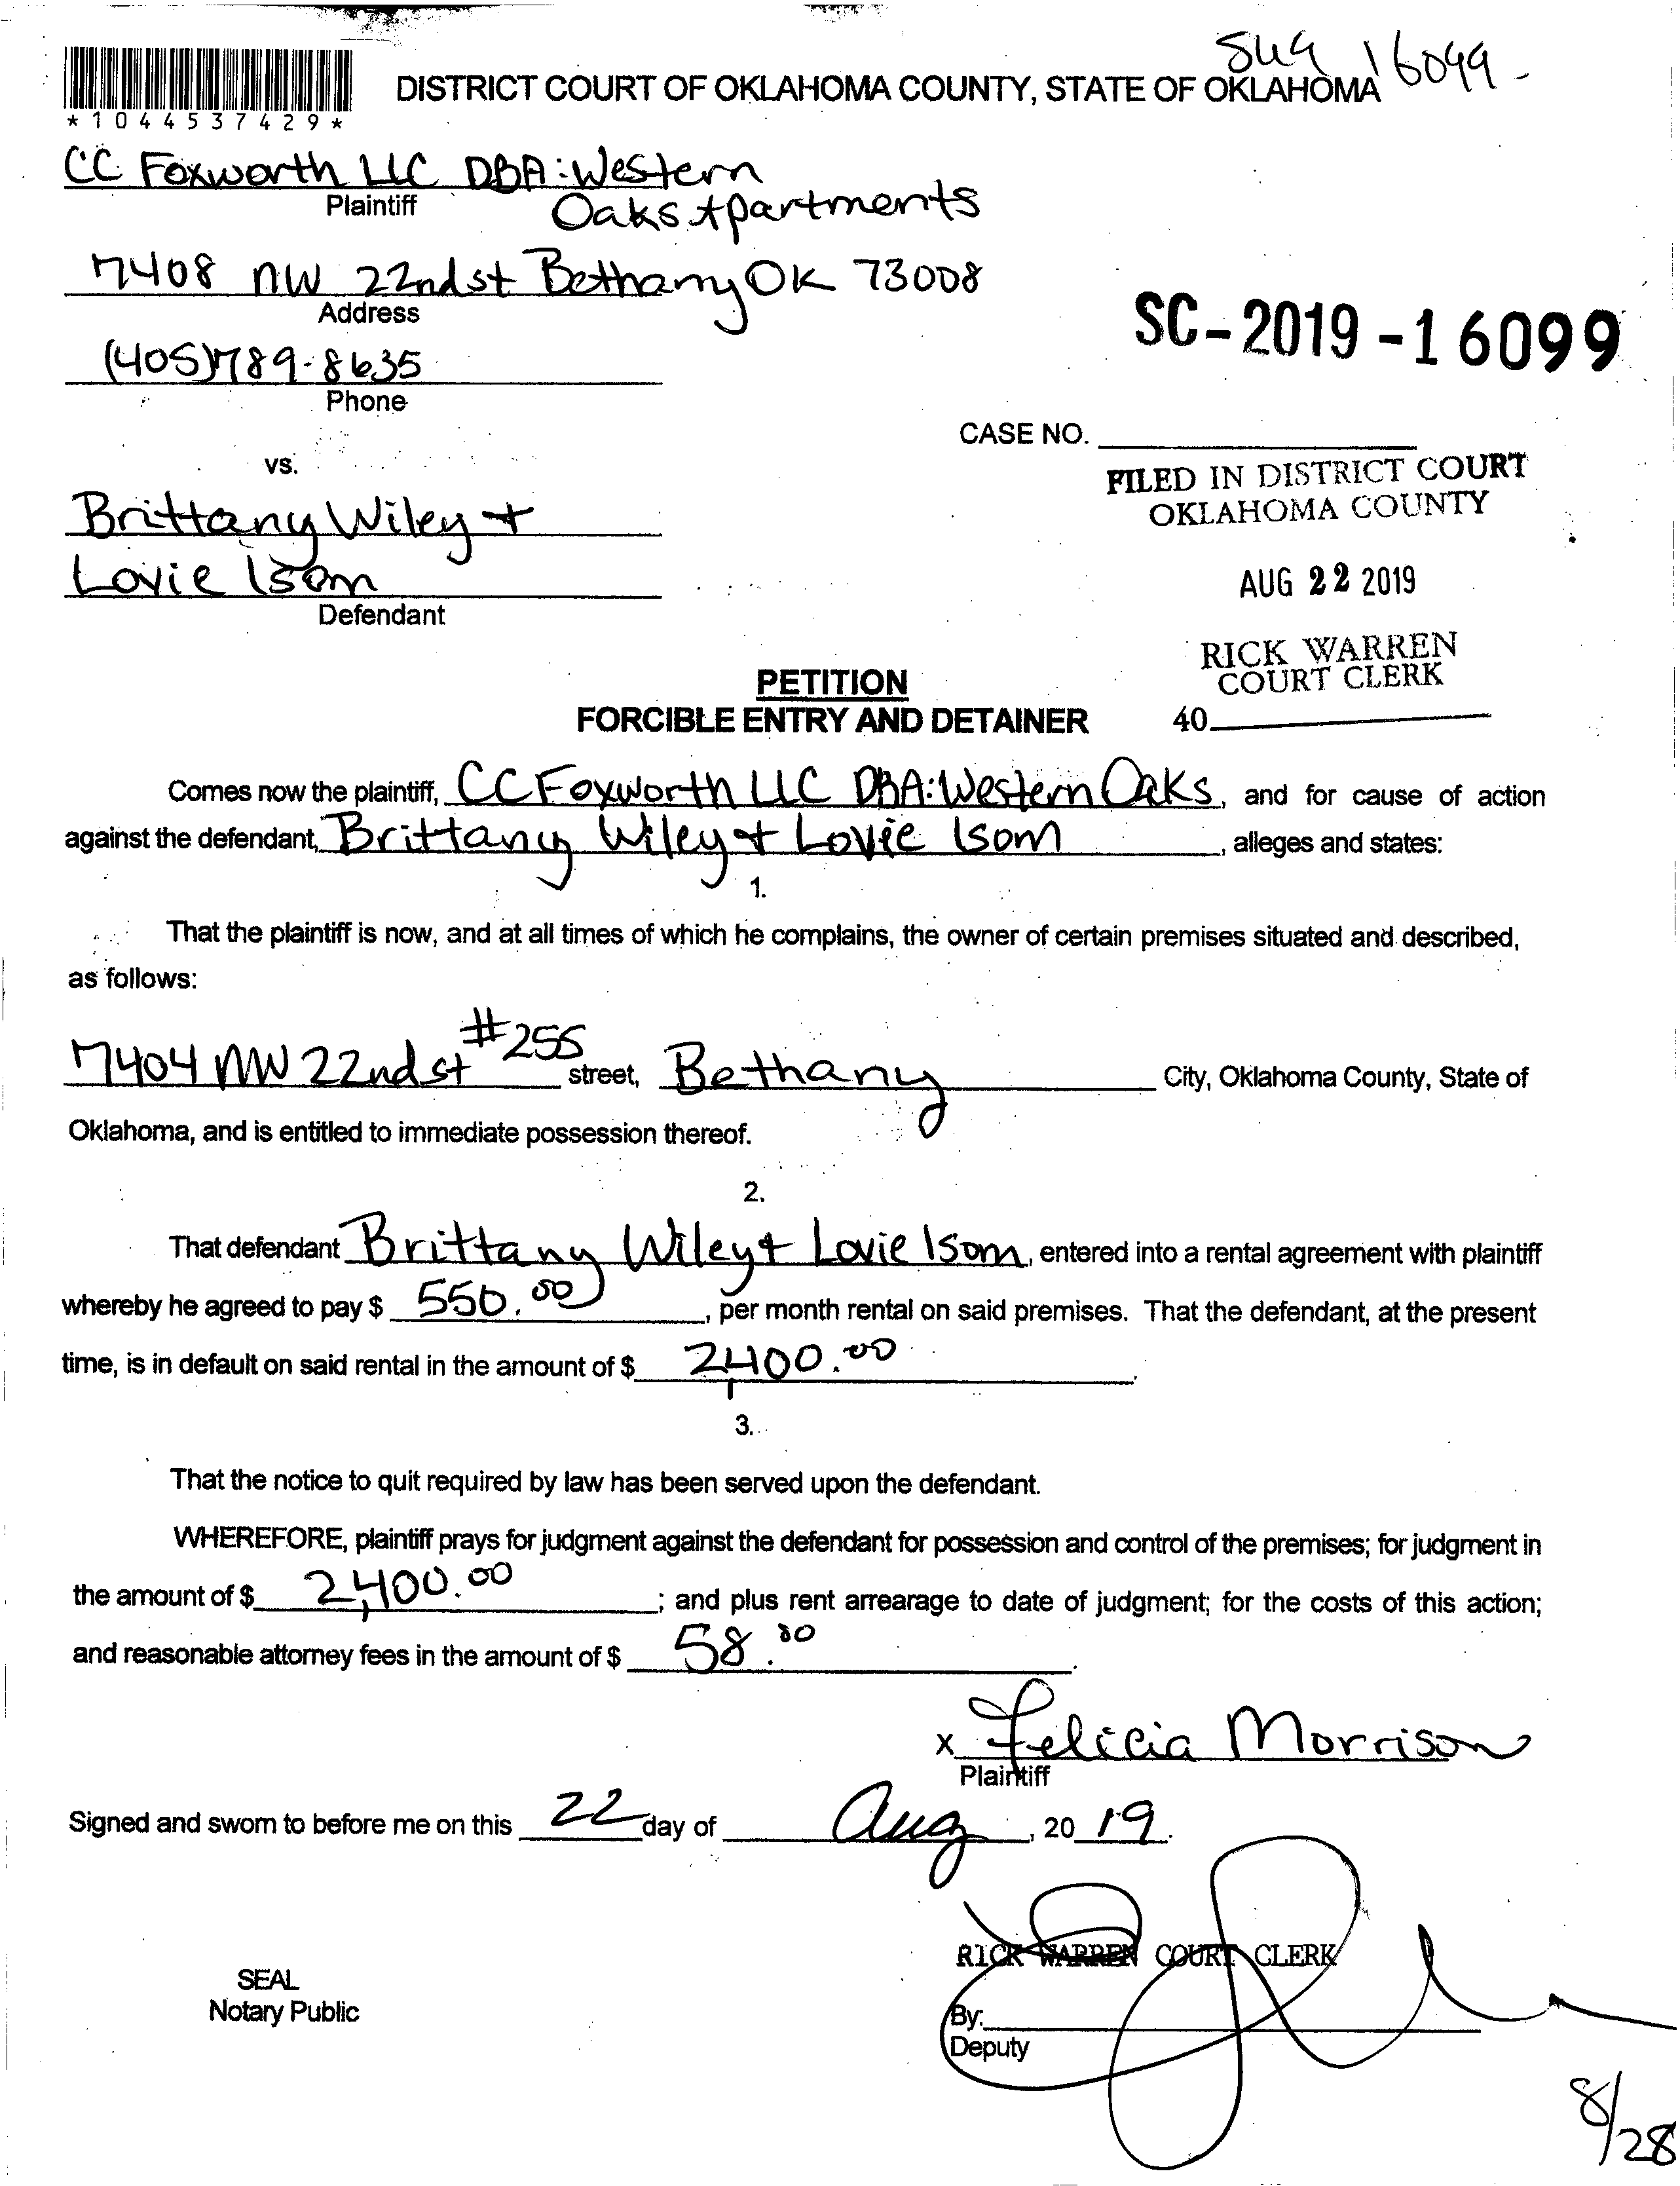 SUG 16099-
DISTRICT COURT OF OKLAHOMA COUNTY, STATE OF OKLAHOMA
*1044537429*
CC Foxworth LLC DBA: Western
Plaintiff
Oaks Apartments
7408 NW 22nd st Bethany OK 73008
Address
SC-2019-16099
(405)789-8635
Phone
CASE NO.
vs.
FILED IN DISTRICT COURT
OKLAHOMA COUNTY
Brittany Wiley +
Lovie Isom
AUG 22 2019
Defendant
RICK WARREN
COURT CLERK
PETITION
FORCIBLE ENTRY AND DETAINER
40
Comes now the plaintiff, CC Foxworth LLC DBA: Western Oaks, and for cause of action
against the defendant, Brittany Wiley + Lovie Isom, alleges and states:
1.
That the plaintiff is now, and at all times of which he complains, the owner of certain premises situated and described,
as follows:
7404 NW 22nd st #255 street, Bethany City, Oklahoma County, State of
Oklahoma, and is entitled to immediate possession thereof.
2.
That defendant Brittany Wiley + Lovie Isom, entered into a rental agreement with plaintiff
whereby he agreed to pay $ 550.00, per month rental on said premises. That the defendant, at the present
time, is in default on said rental in the amount of $ 2,400.00.
3.
That the notice to quit required by law has been served upon the defendant.
WHEREFORE, plaintiff prays for judgment against the defendant for possession and control of the premises; for judgment in
the amount of $ 2,400.00; and plus rent arrearage to date of judgment; for the costs of this action;
and reasonable attorney fees in the amount of $ 58.00.
x Felicia Morrison
Plaintiff
Signed and sworn to before me on this 22 day of Aug, 2019.
RICK WARREN COURT CLERK
SEAL
Notary Public
By:
Deputy
8/28